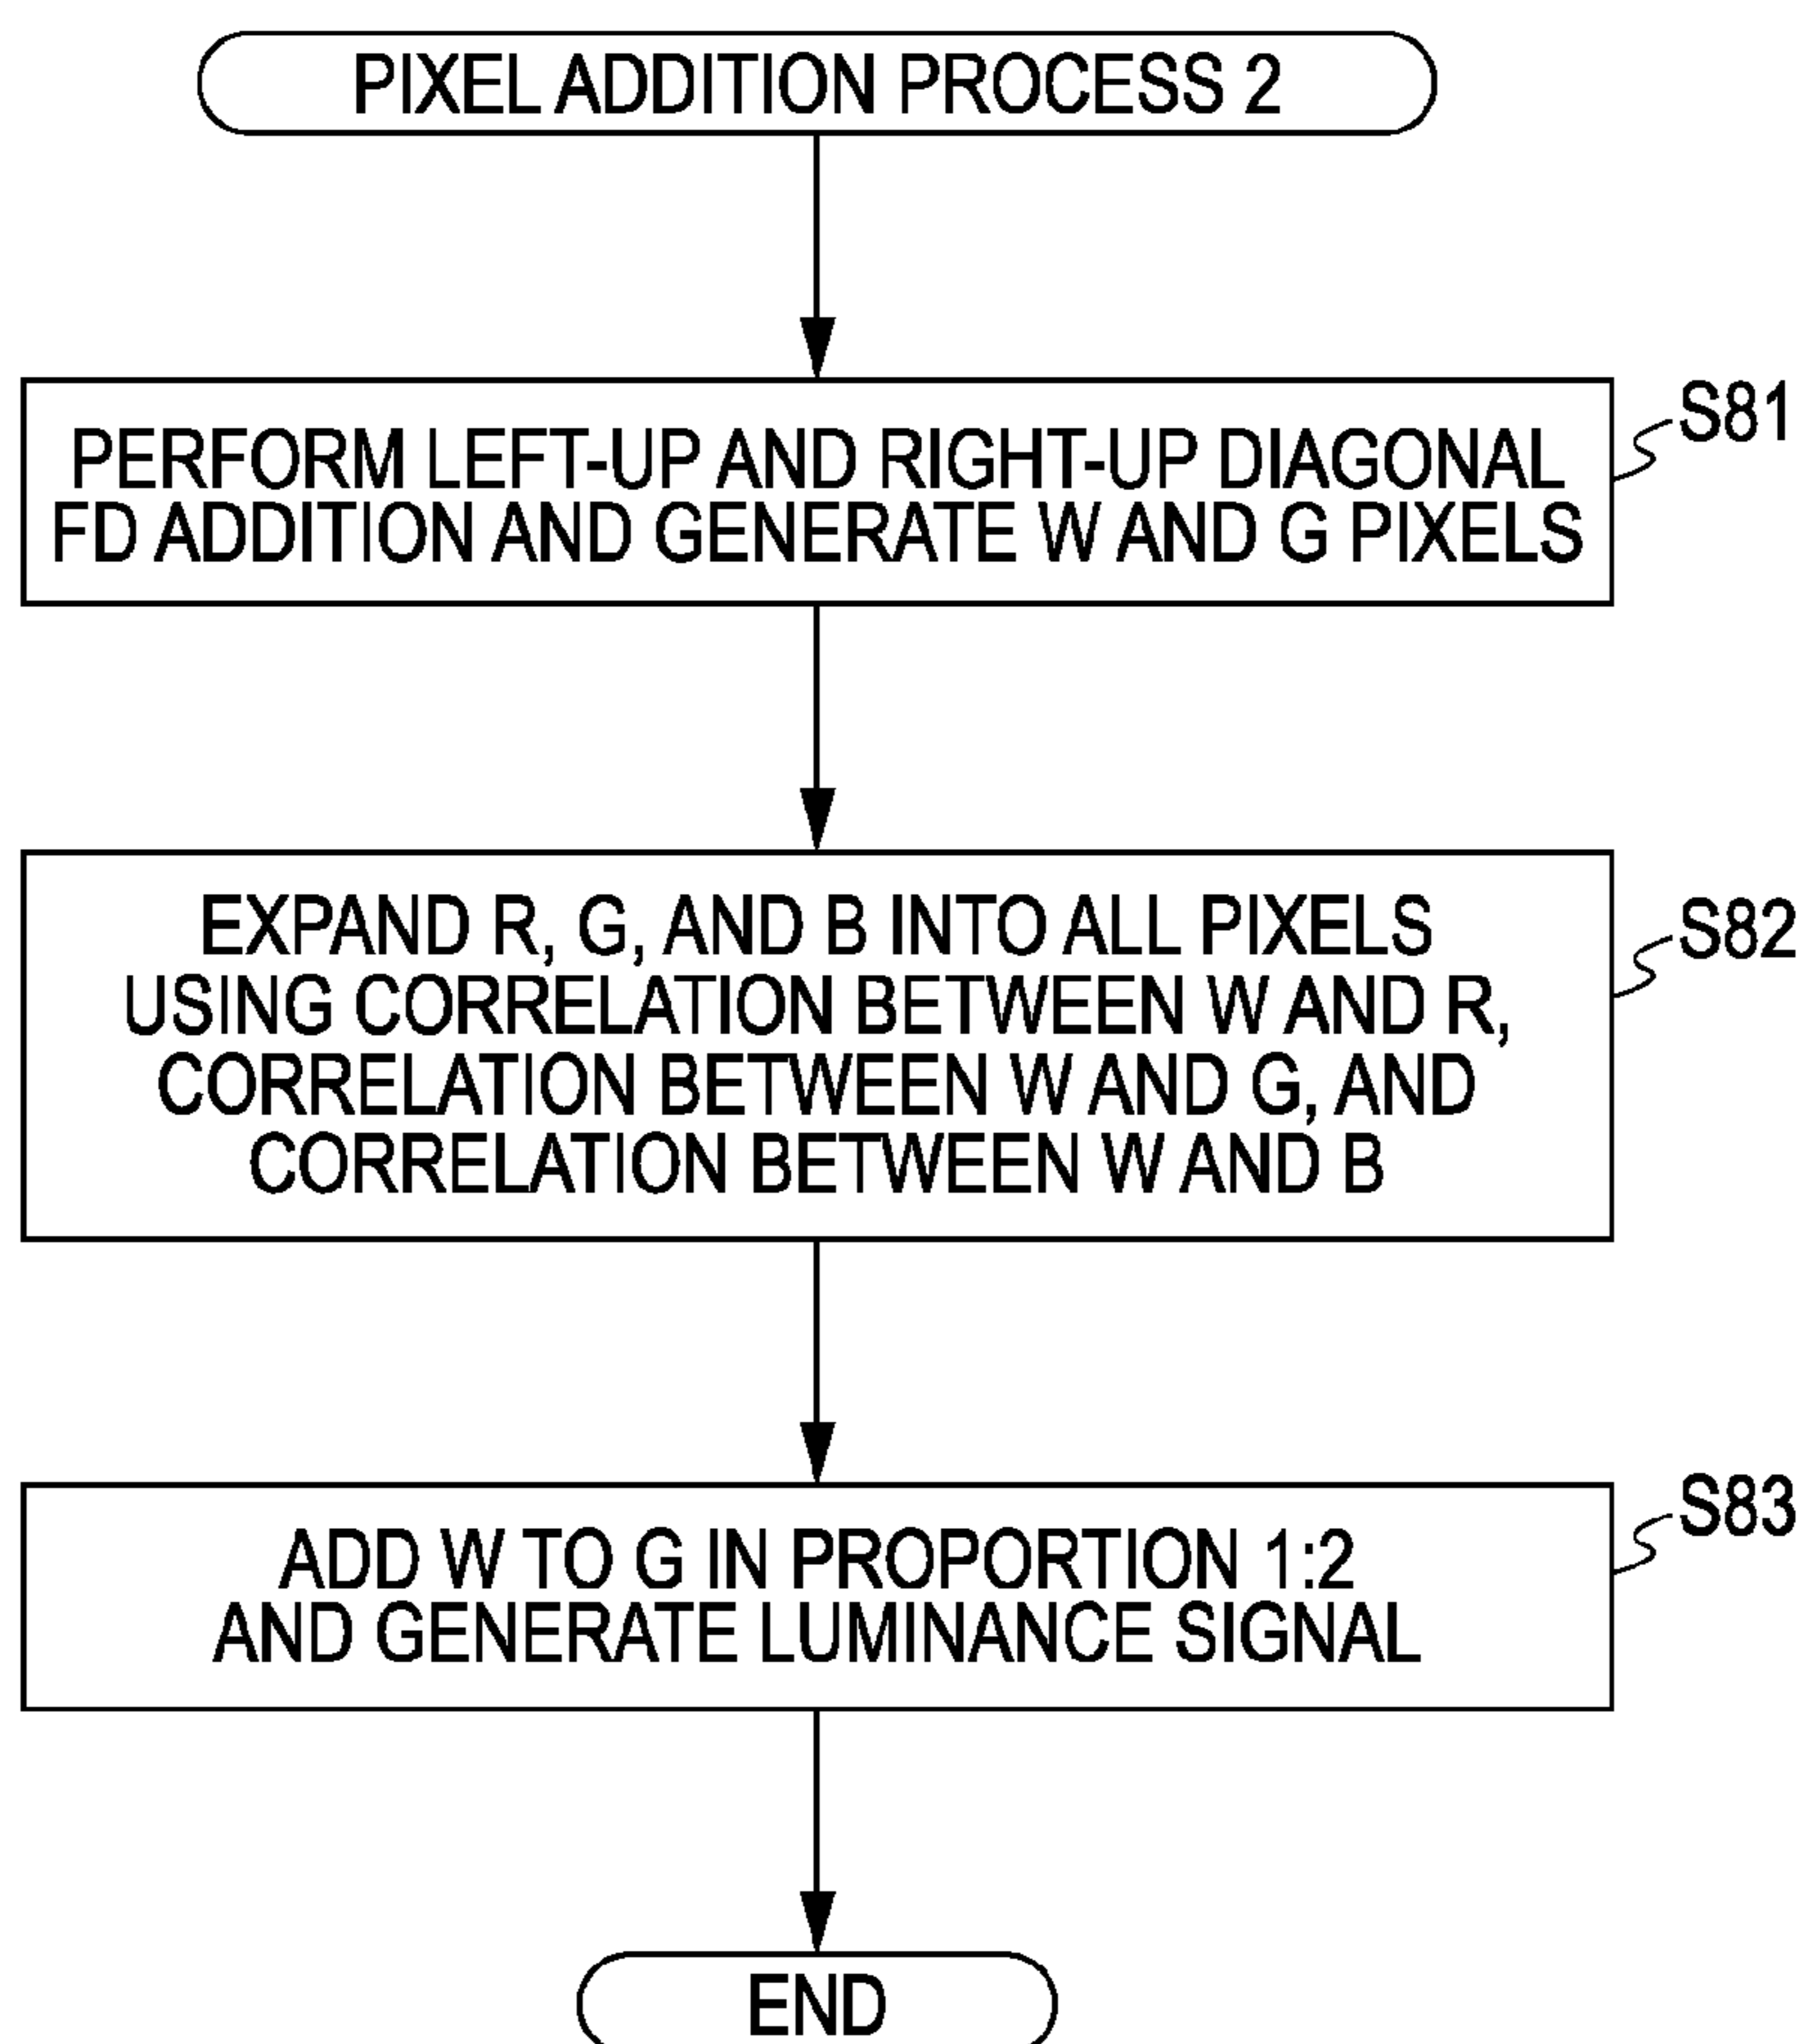 PIXEL ADDITION PROCESS 2
PERFORM LEFT-UP AND RIGHT-UP DIAGONAL
FD ADDITION AND GENERATE W AND G PIXELS
S81
EXPAND R, G, AND B INTO ALL PIXELS
USING CORRELATION BETWEEN W AND R,
CORRELATION BETWEEN W AND G, AND
CORRELATION BETWEEN W AND B
S82
ADD W TO G IN PROPORTION 1:2
AND GENERATE LUMINANCE SIGNAL
S83
END